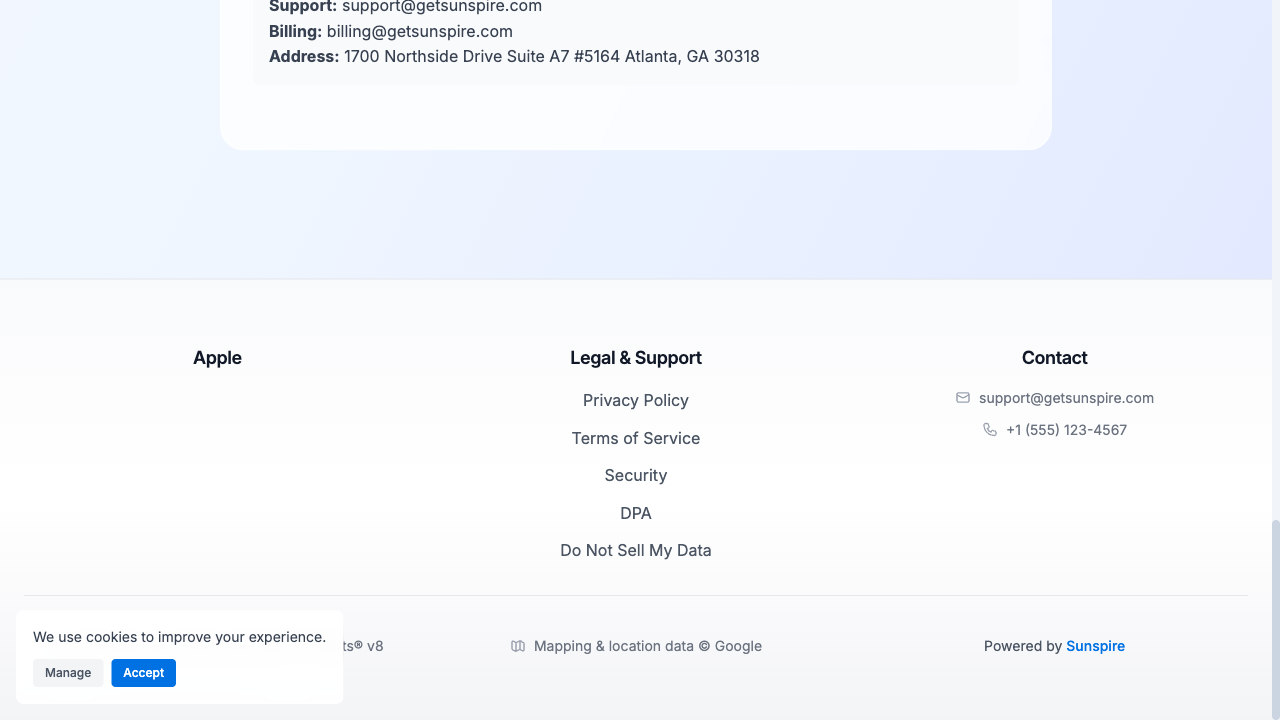 Support: support@getsunspire.com
Billing: billing@getsunspire.com
Address: 1700 Northside Drive Suite A7 #5164 Atlanta, GA 30318
Apple
Legal & Support
Privacy Policy
Terms of Service
Security
DPA
Do Not Sell My Data
Contact
support@getsunspire.com
+1 (555) 123-4567
We use cookies to improve your experience.
Manage
Accept
ts® v8
Mapping & location data © Google
Powered by Sunspire